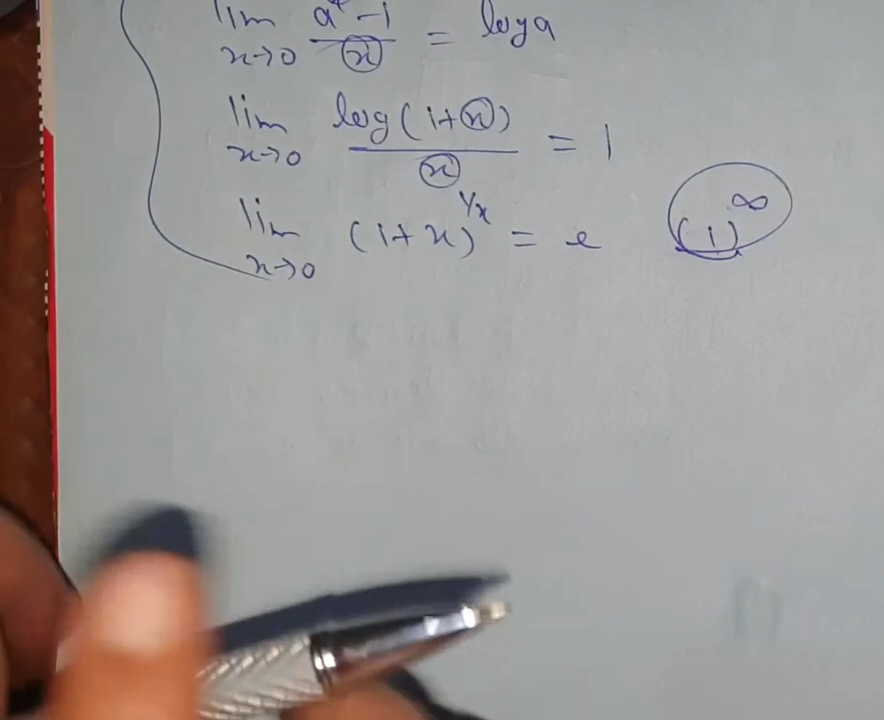 lim x→0 (a^x - 1)/x = log a
lim x→0 log(1+x)/x = 1
lim x→0 (1+x)^1/x = e (1)^∞